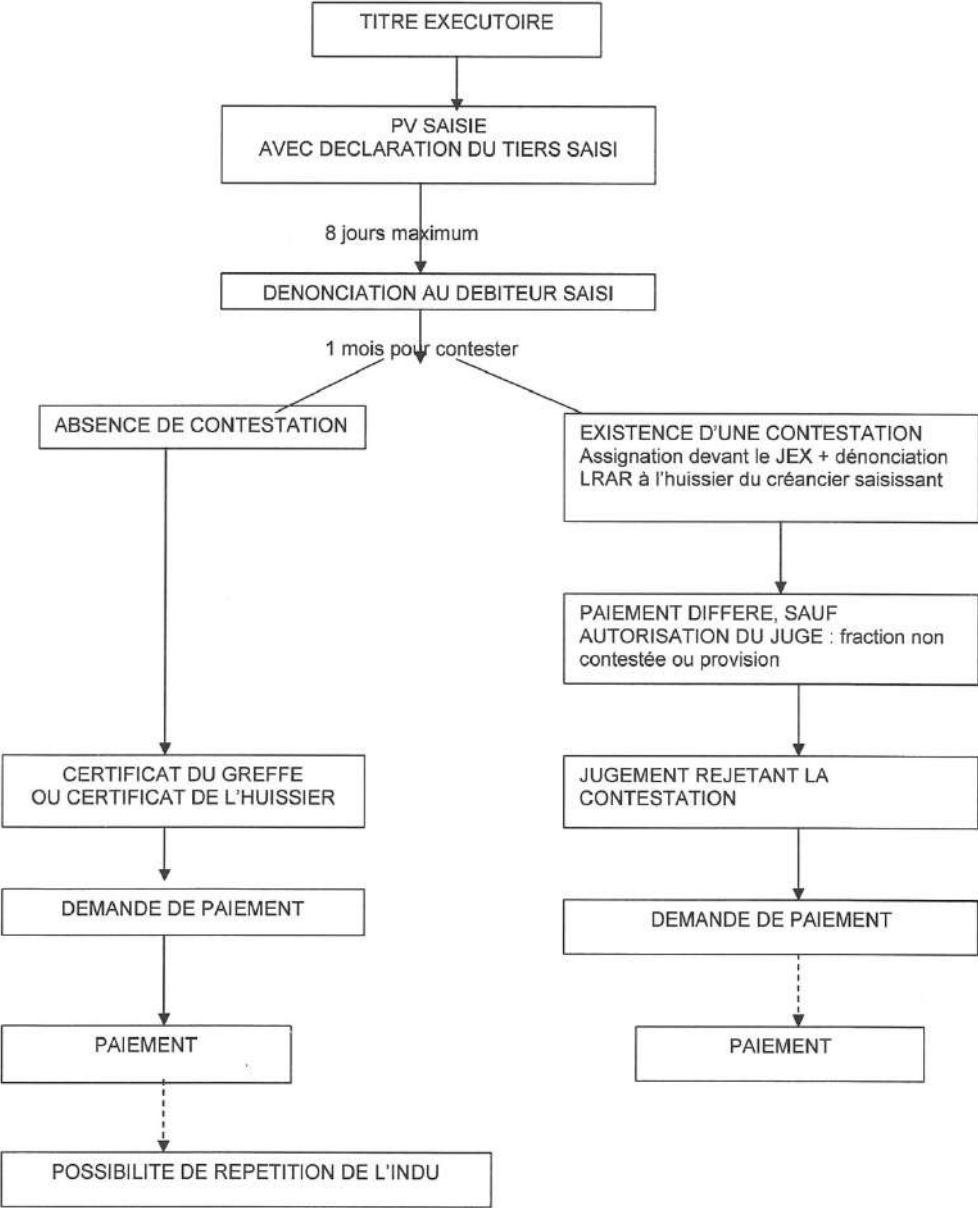 TITRE EXECUTOIRE
PV SAISIE
AVEC DECLARATION DU TIERS SAISI
8 jours maximum
DENONCIATION AU DEBITEUR SAISI
1 mois pour contester
ABSENCE DE CONTESTATION
EXISTENCE D'UNE CONTESTATION
Assignation devant le JEX + dénonciation
LRAR à l'huissier du créancier saisissant
PAIEMENT DIFFERE, SAUF
AUTORISATION DU JUGE : fraction non
contestée ou provision
CERTIFICAT DU GREFFE
OU CERTIFICAT DE L'HUISSIER
JUGEMENT REJETANT LA
CONTESTATION
DEMANDE DE PAIEMENT
DEMANDE DE PAIEMENT
PAIEMENT
PAIEMENT
POSSIBILITE DE REPETITION DE L'INDU